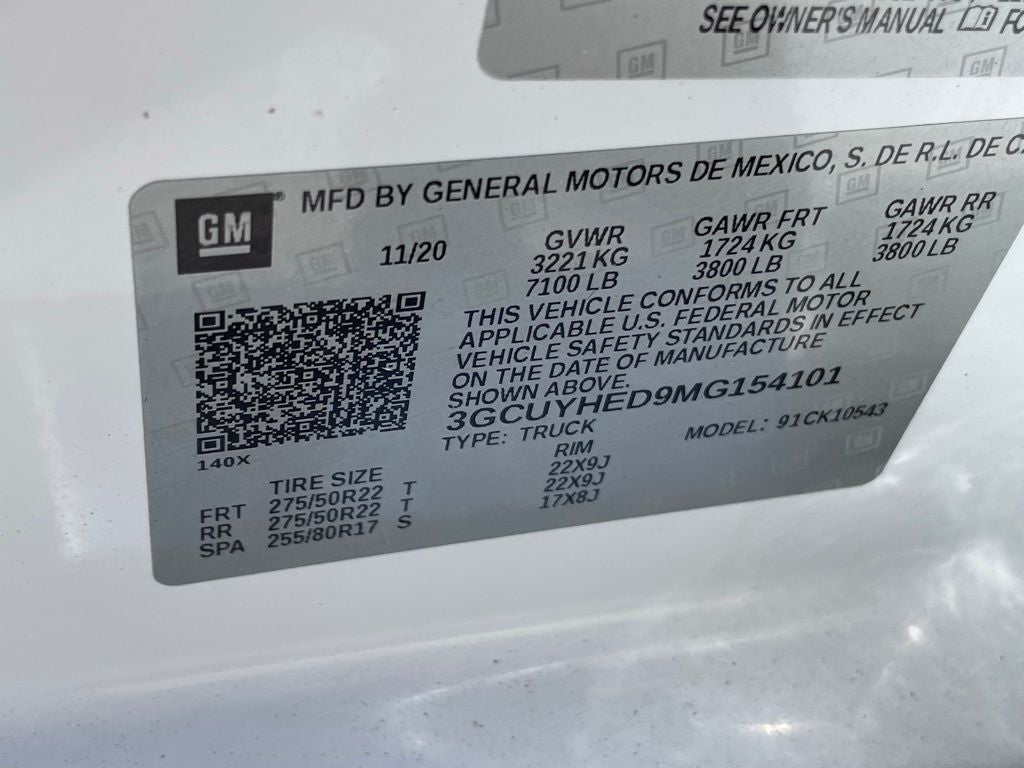 SEE OWNER'S MANUAL
GM
MFD BY GENERAL MOTORS DE MEXICO, S. DE R.L. DE
11/20
GVWR GAWR FRT GAWR RR
3221 KG 1724 KG 1724 KG
7100 LB 3800 LB 3800 LB
THIS VEHICLE CONFORMS TO ALL
APPLICABLE U.S. FEDERAL MOTOR
VEHICLE SAFETY STANDARDS IN EFFECT
ON THE DATE OF MANUFACTURE
SHOWN ABOVE.
3GCUYHED9MG154101
TYPE: TRUCK MODEL: 91CK10543
140X
TIRE SIZE RIM
FRT 275/50R22 T 22X9J
RR 275/50R22 T 22X9J
SPA 255/80R17 S 17X8J